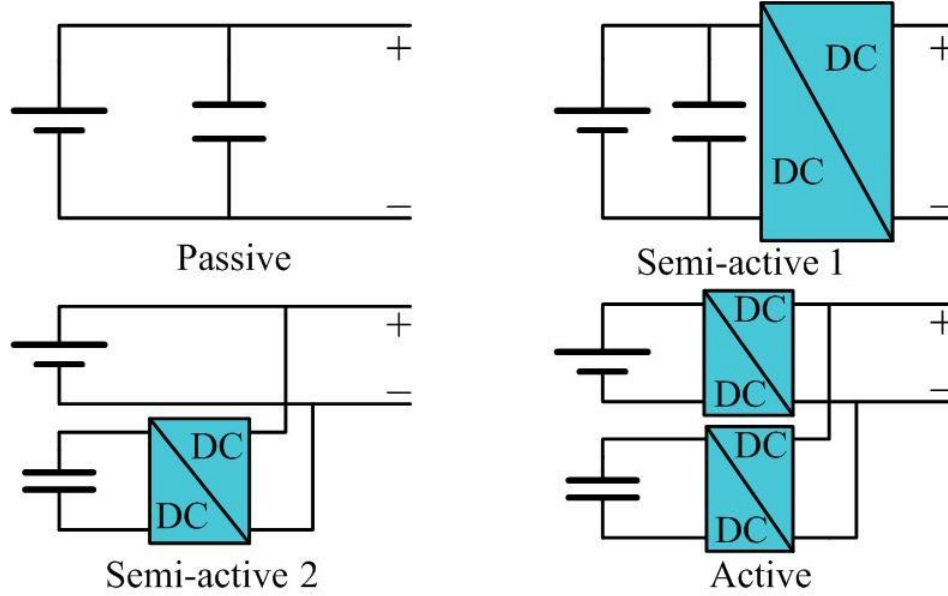 +
−
Passive
DC
DC
+
−
Semi-active 1
+
−
DC
DC
Semi-active 2
DC
DC
+
−
DC
DC
Active